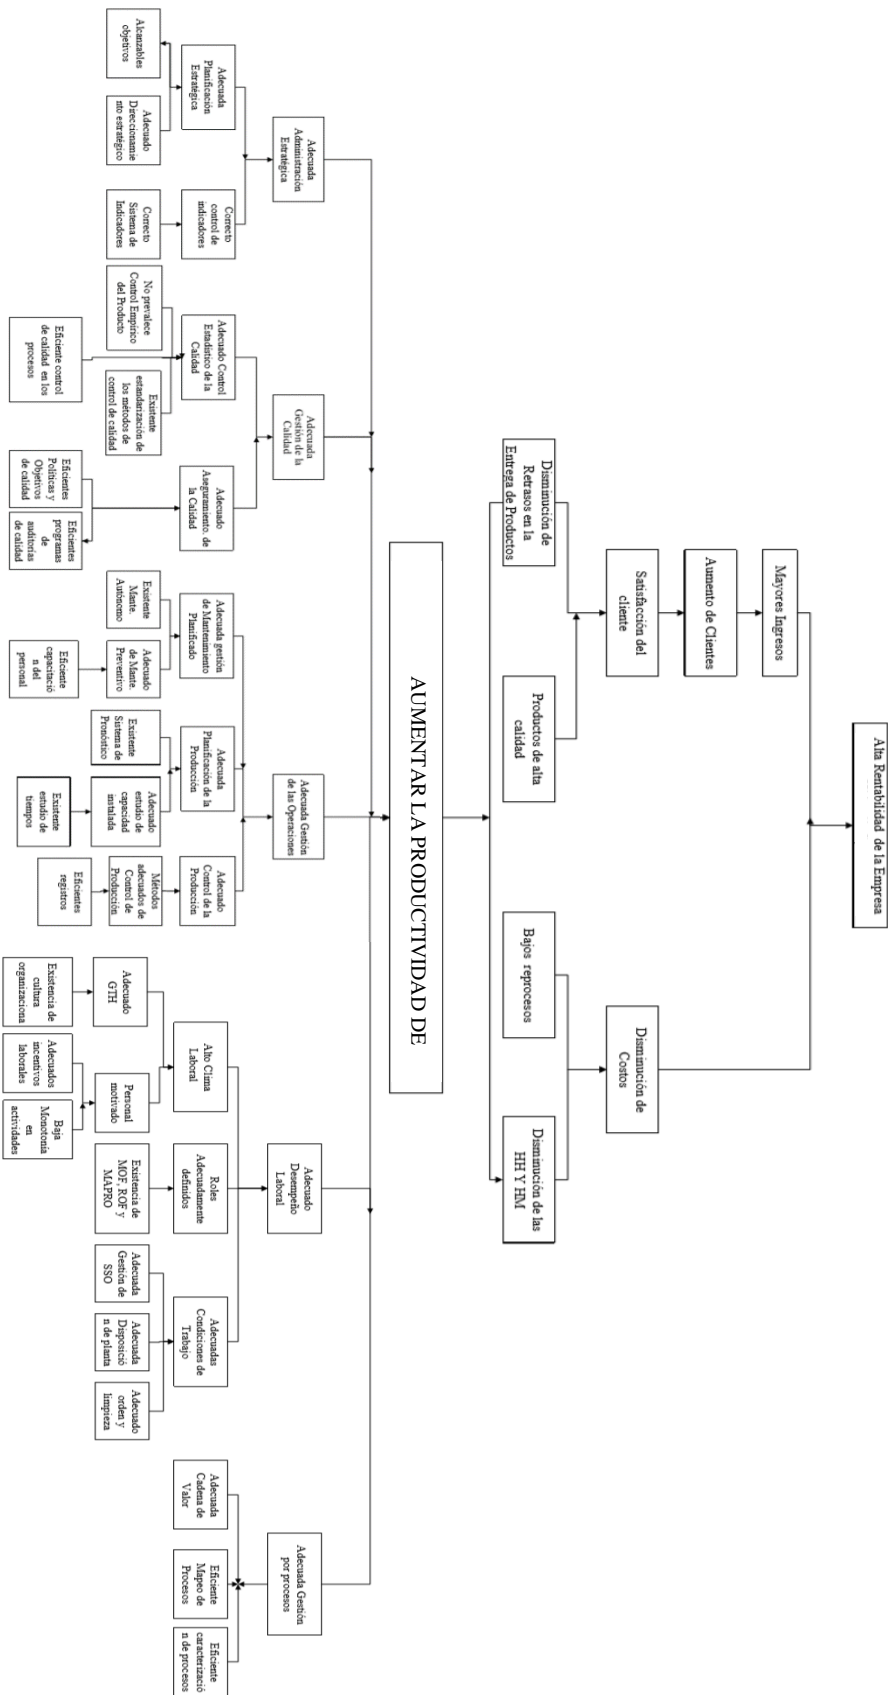 Alta Rentabilidad de la Empresa
Mayores Ingresos
Aumento de Clientes
Satisfacción del
cliente
Disminución de
Costos
Disminución de
Retrasos en la
Entrega de Productos
Productos de alta
calidad
Bajos reprocesos
Disminución de las
HH Y HM
AUMENTAR LA PRODUCTIVIDAD DE
Adecuada
Administración
Estratégica
Adecuada
Gestión de la
Calidad
Adecuada Gestión
de las Operaciones
Adecuado
Desempeño
Laboral
Adecuada Gestión
por procesos
Adecuada
Planificación
Estratégica
Correcto
control de
indicadores
Adecuado Control
Estadístico de la
Calidad
Adecuado
Aseguramiento. de
la Calidad
Adecuada gestión
de Mantenimiento
Planificado
Adecuada
Planificación de la
Producción
Adecuado
Control de la
Producción
Alto Clima
Laboral
Roles
Adecuadamente
definidos
Adecuadas
Condiciones de
Trabajo
Adecuada
Cadena de
Valor
Eficiente
Mapeo de
Procesos
Eficiente
caracterizació
n de procesos
Alcanzables
objetivos
Adecuado
Direccionamie
nto estratégico
Correcto
Sistema de
Indicadores
No prevalece
Control Empírico
del Producto
Existente
estandarización de
los métodos de
control de calidad
Existente
Mante.
Autónomo
Adecuado
de Mante.
Preventivo
Existente
Sistema de
Pronóstico
Adecuado
estudio de
capacidad
instalada
Métodos
adecuados de
Control de
Producción
Adecuado
GTH
Personal
motivado
Existencia de
MOF, ROF y
MAPRO
Adecuada
Gestión de
SSO
Adecuada
Disposició
n de planta
Adecuado
orden y
limpieza
Eficiente control
de calidad en los
procesos
Eficientes
Políticas y
Objetivos
de calidad
Eficientes
programas
de
auditorías
de calidad
Eficiente
capacitació
n del
personal
Existente
estudio de
tiempos
Eficientes
registros
Existencia de
cultura
organizaciona
Adecuados
incentivos
laborales
Baja
Monotonía
en
actividades